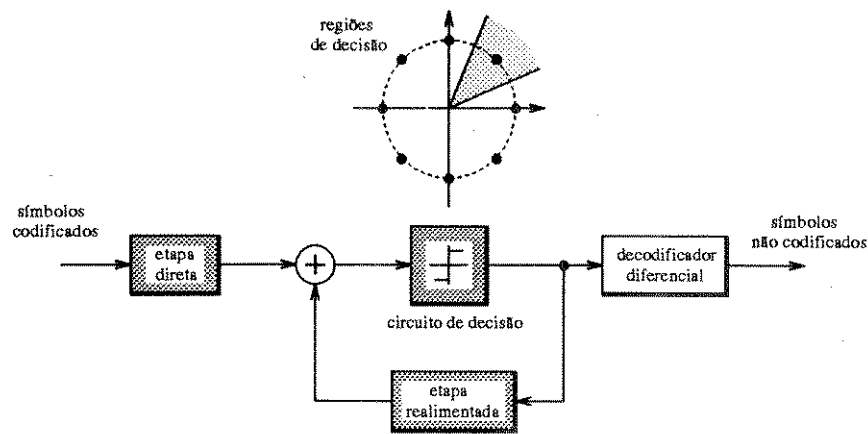 regiões
de decisão
símbolos
codificados
etapa
direta
+
circuito de decisão
decodificador
diferencial
símbolos
não codificados
etapa
realimentada